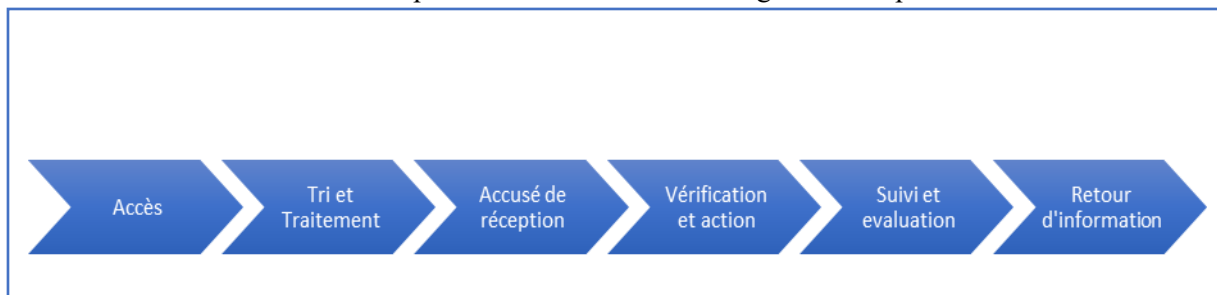 Accès
Tri et
Traitement
Accusé de
réception
Vérification
et action
Suivi et
evaluation
Retour
d'information